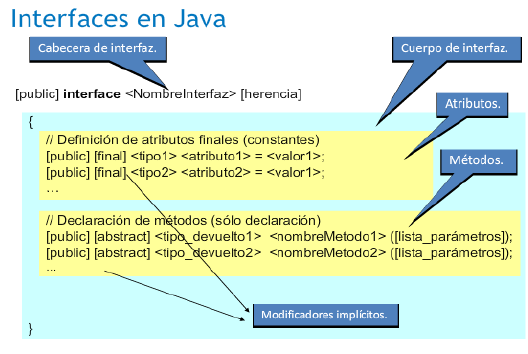 Interfaces en Java
Cabecera de interfaz.
Cuerpo de interfaz.
[public] interface <NombreInterfaz> [herencia]
Atributos.
{
// Definición de atributos finales (constantes)
[public] [final] <tipo1> <atributo1> = <valor1>;
[public] [final] <tipo2> <atributo2> = <valor1>;
…
Métodos.
// Declaración de métodos (sólo declaración)
[public] [abstract] <tipo_devuelto1> <nombreMetodo1> ([lista_parámetros]);
[public] [abstract] <tipo_devuelto2> <nombreMetodo2> ([lista_parámetros]);
...
Modificadores implícitos.
}